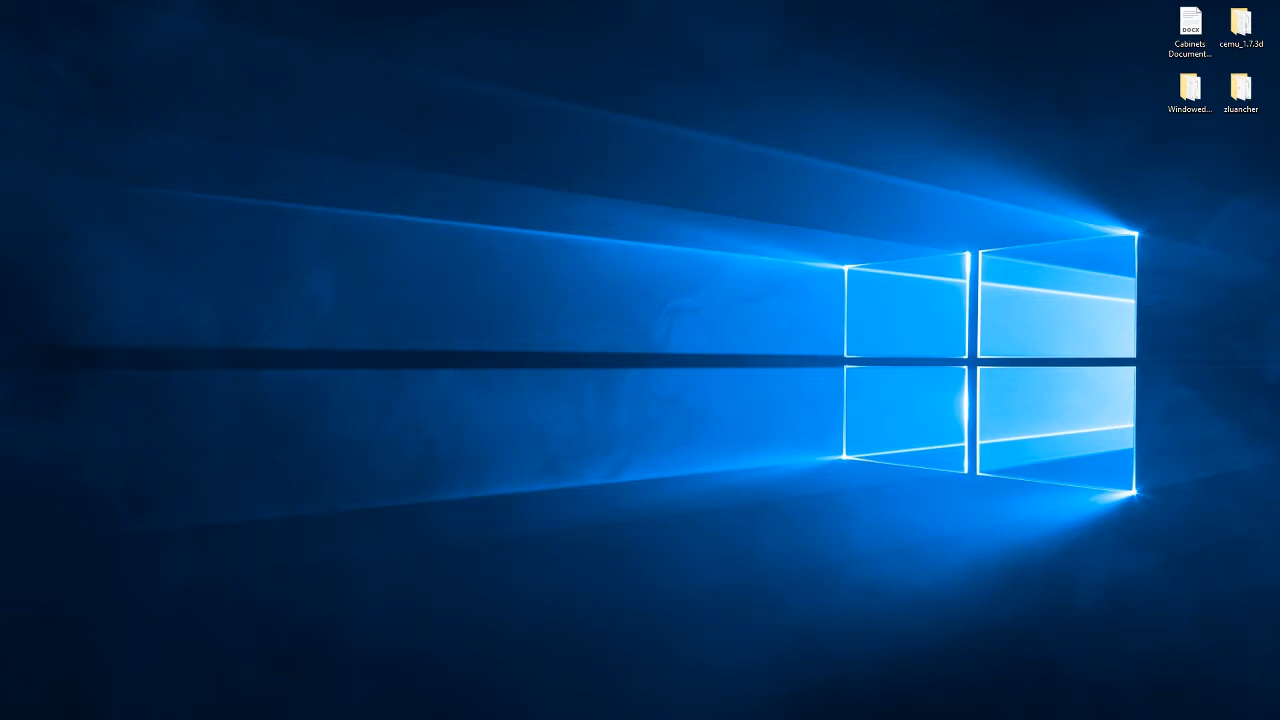 DOCX
Cabinets
Document...
cemu_1.7.3d
Windowed...
zluancher